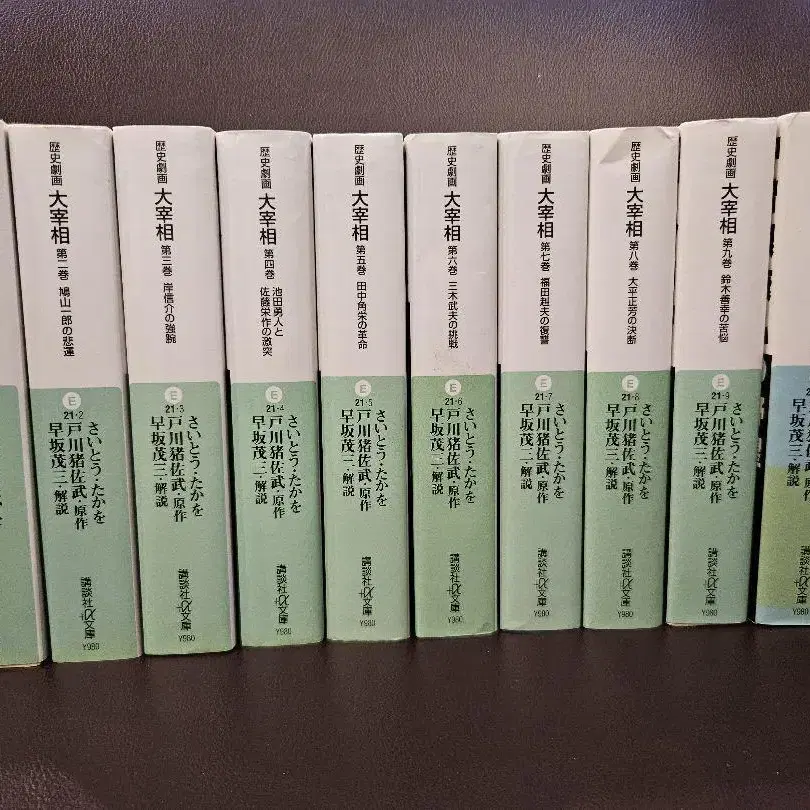 歴史劇画 大宰相 第二巻 鳩山一郎の悲運
E
21・2
さいとう・たかを
戸川猪佐武・原作
早坂茂三・解説
講談社+α文庫
Y980
歴史劇画 大宰相 第三巻 岸信介の強腕
E
21・3
さいとう・たかを
戸川猪佐武・原作
早坂茂三・解説
講談社+α文庫
Y980
歴史劇画 大宰相 第四巻 池田勇人と
佐藤栄作の激突
E
21・4
さいとう・たかを
戸川猪佐武・原作
早坂茂三・解説
講談社+α文庫
Y980
歴史劇画 大宰相 第五巻 田中角栄の革命
E
21・5
さいとう・たかを
戸川猪佐武・原作
早坂茂三・解説
講談社+α文庫
Y980
歴史劇画 大宰相 第六巻 三木武夫の挑戦
E
21・6
さいとう・たかを
戸川猪佐武・原作
早坂茂三・解説
講談社+α文庫
Y980
歴史劇画 大宰相 第七巻 福田赳夫の復讐
E
21・7
さいとう・たかを
戸川猪佐武・原作
早坂茂三・解説
講談社+α文庫
Y980
歴史劇画 大宰相 第八巻 大平正芳の決断
E
21・8
さいとう・たかを
戸川猪佐武・原作
早坂茂三・解説
講談社+α文庫
Y980
歴史劇画 大宰相 第九巻 鈴木善幸の苦悩
E
21・9
さいとう・たかを
戸川猪佐武・原作
早坂茂三・解説
講談社+α文庫
Y980